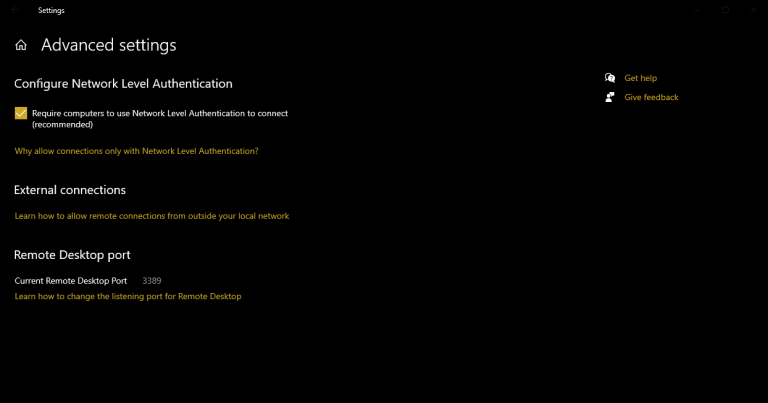 Settings
Advanced settings
Configure Network Level Authentication
Require computers to use Network Level Authentication to connect
(recommended)
Why allow connections only with Network Level Authentication?
External connections
Learn how to allow remote connections from outside your local network
Remote Desktop port
Current Remote Desktop Port 3389
Learn how to change the listening port for Remote Desktop
Get help
Give feedback